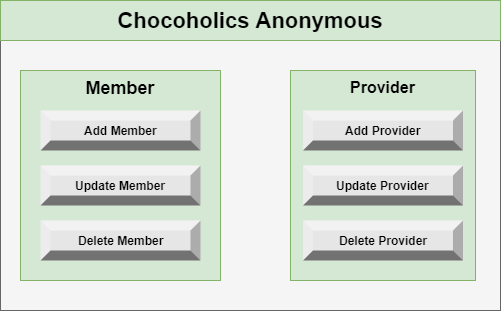 Chocoholics Anonymous
Member
Add Member
Update Member
Delete Member
Provider
Add Provider
Update Provider
Delete Provider